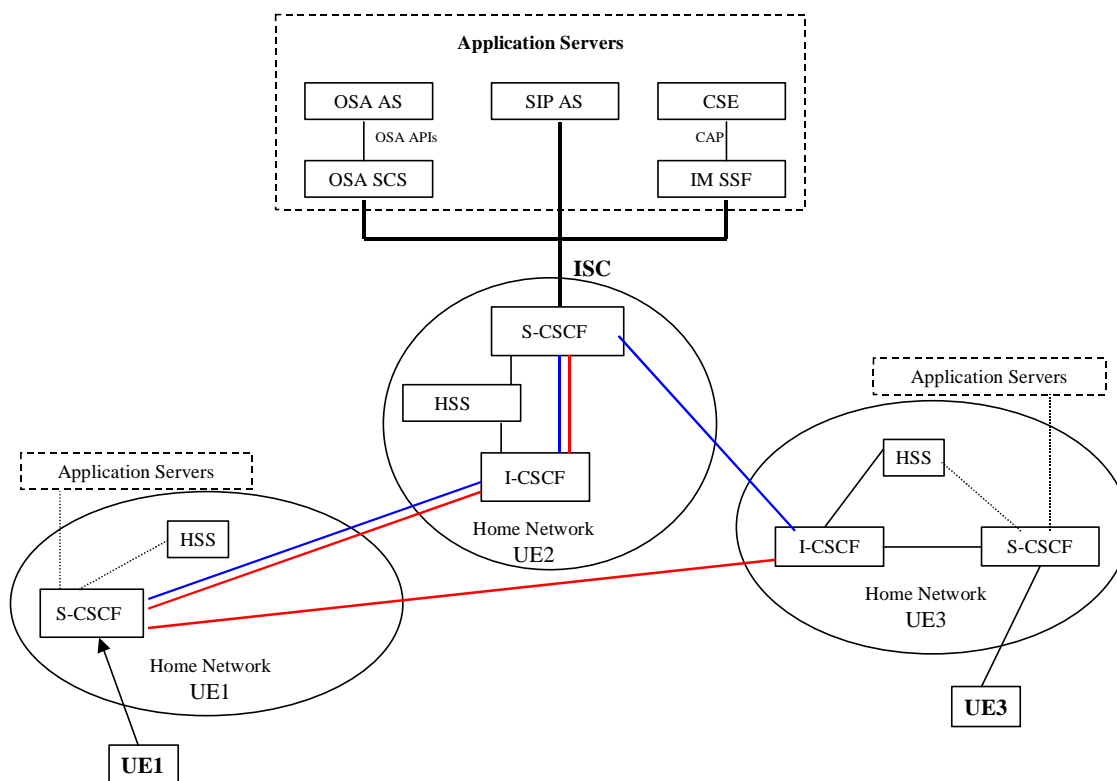 Application Servers
OSA AS
SIP AS
CSE
OSA APIs
CAP
OSA SCS
IM SSF
ISC
S-CSCF
HSS
I-CSCF
Home Network
UE2
Application Servers
HSS
I-CSCF
S-CSCF
Home Network
UE3
UE3
Application Servers
HSS
S-CSCF
Home Network
UE1
UE1